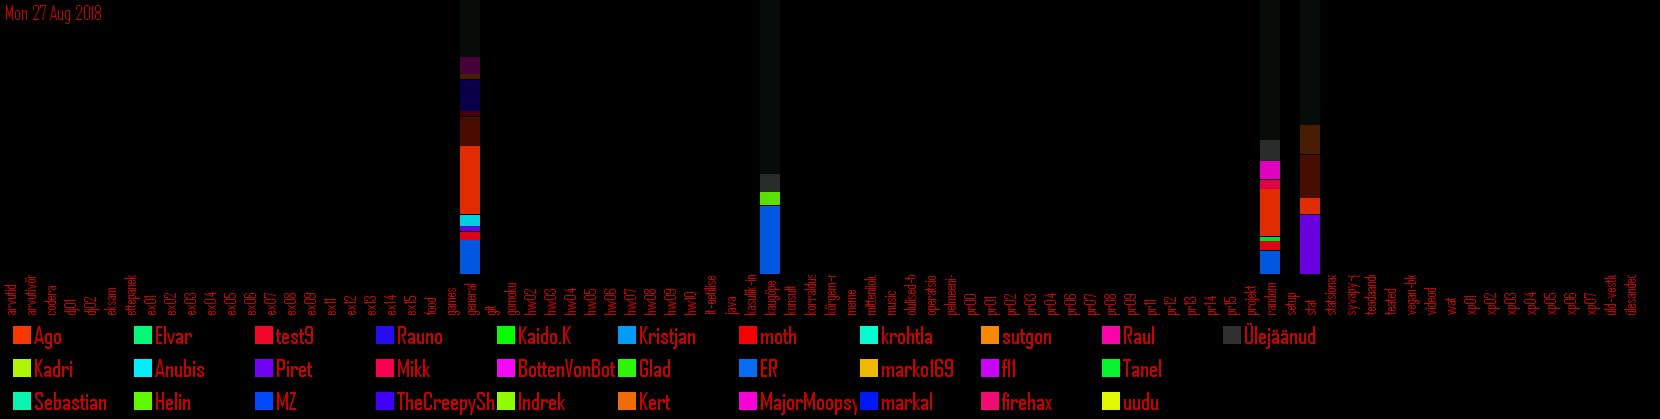 Mon 27 Aug 2018
arvutid arvutivõr codera dj01 dj02 eksam ettepanek ex01 ex02 ex03 ex04 ex05 ex06 ex07 ex08 ex09 ex11 ex12 ex13 ex14 ex15 fuud games general git gomoku hw02 hw03 hw04 hw05 hw06 hw07 hw08 hw09 hw10 it-eetilise java kasulik-in konsult korraldus meme music operatsio pr00 pr01 pr02 pr03 pr04 pr06 pr07 pr08 pr09 pr11 pr12 pr13 pr14 pr15 projekt random setup stat teated videod wat xp01 xp02 xp03 xp04 xp05 xp06 xp07
Ago Elvar test9 Rauno Kaido.K Kristjan moth krohtla sutgon Raul Ülejäänud
Kadri Anubis Piret Mikk BottenVonBot Glad ER marko169 f11 Tanel
Sebastian Helin MZ TheCreepySh Indrek Kert MajorMoopsy markal firehax uudu